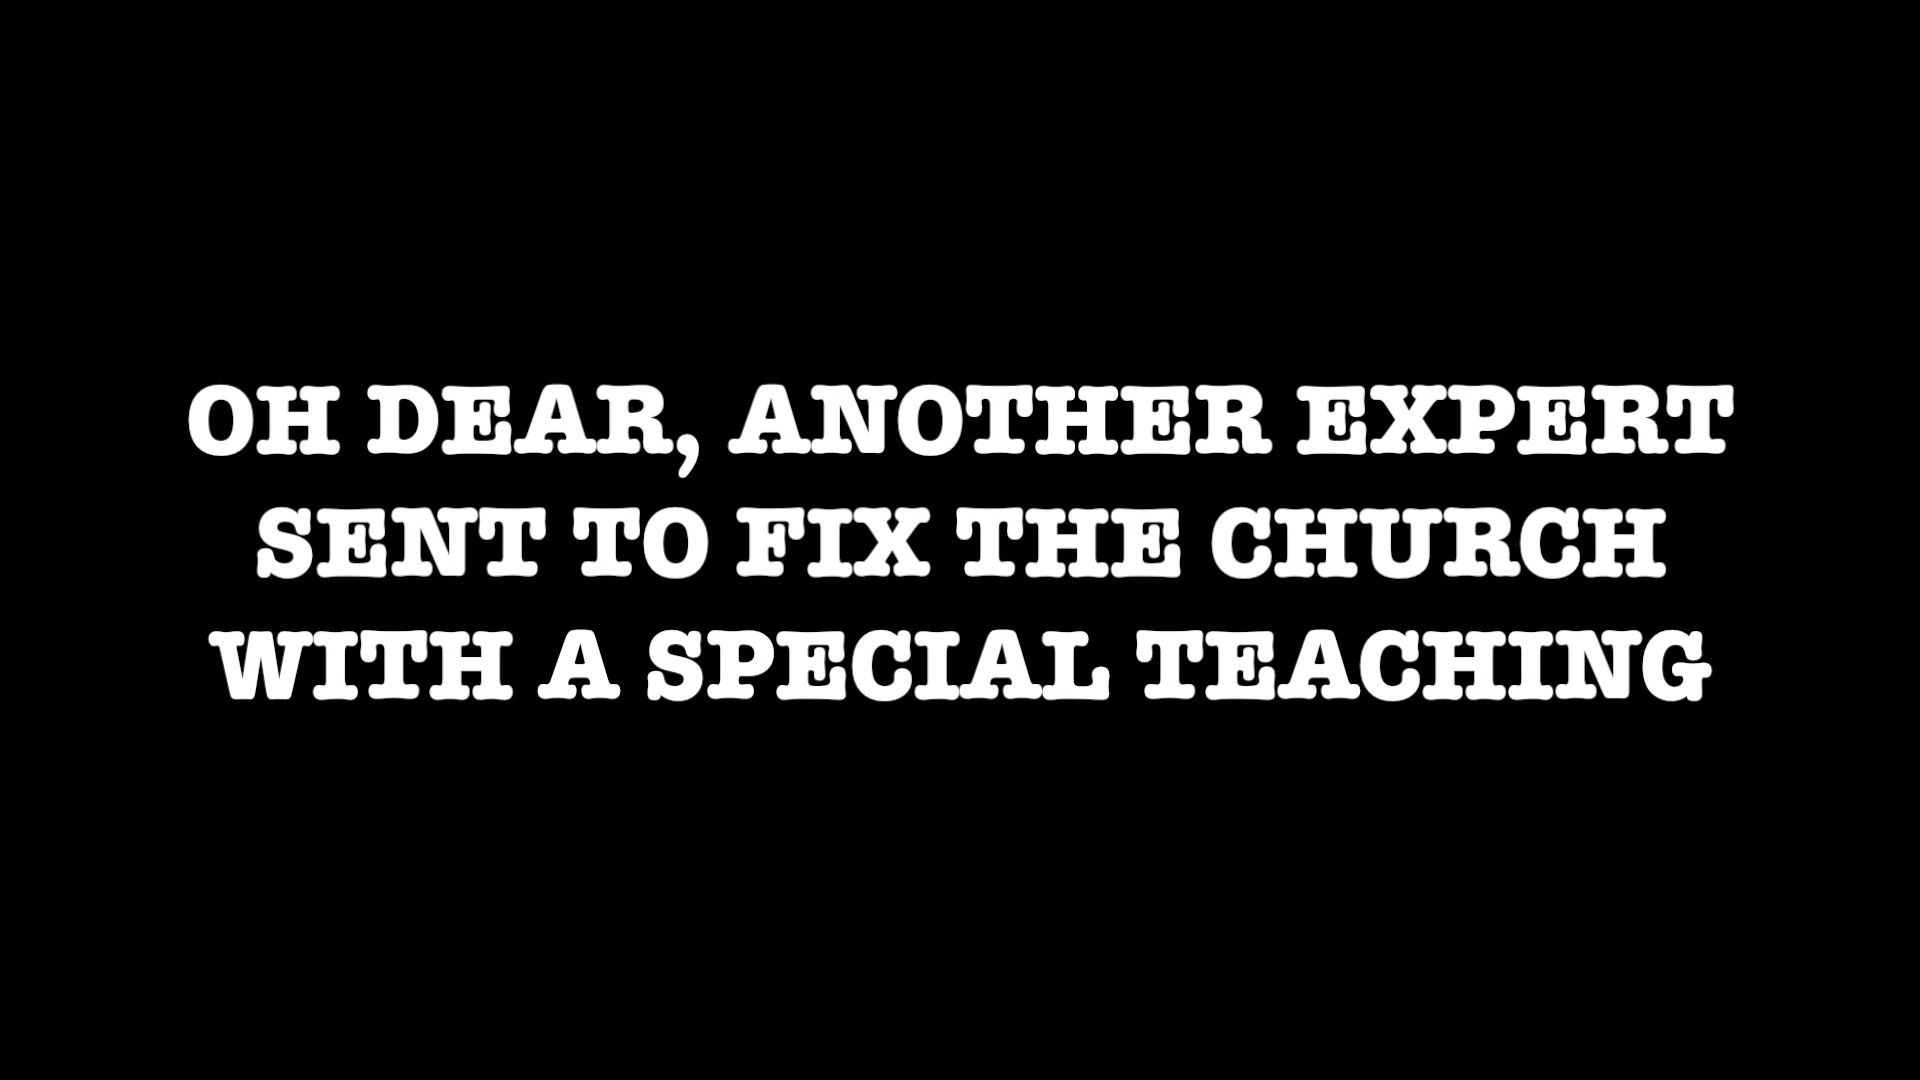 OH DEAR, ANOTHER EXPERT
SENT TO FIX THE CHURCH
WITH A SPECIAL TEACHING